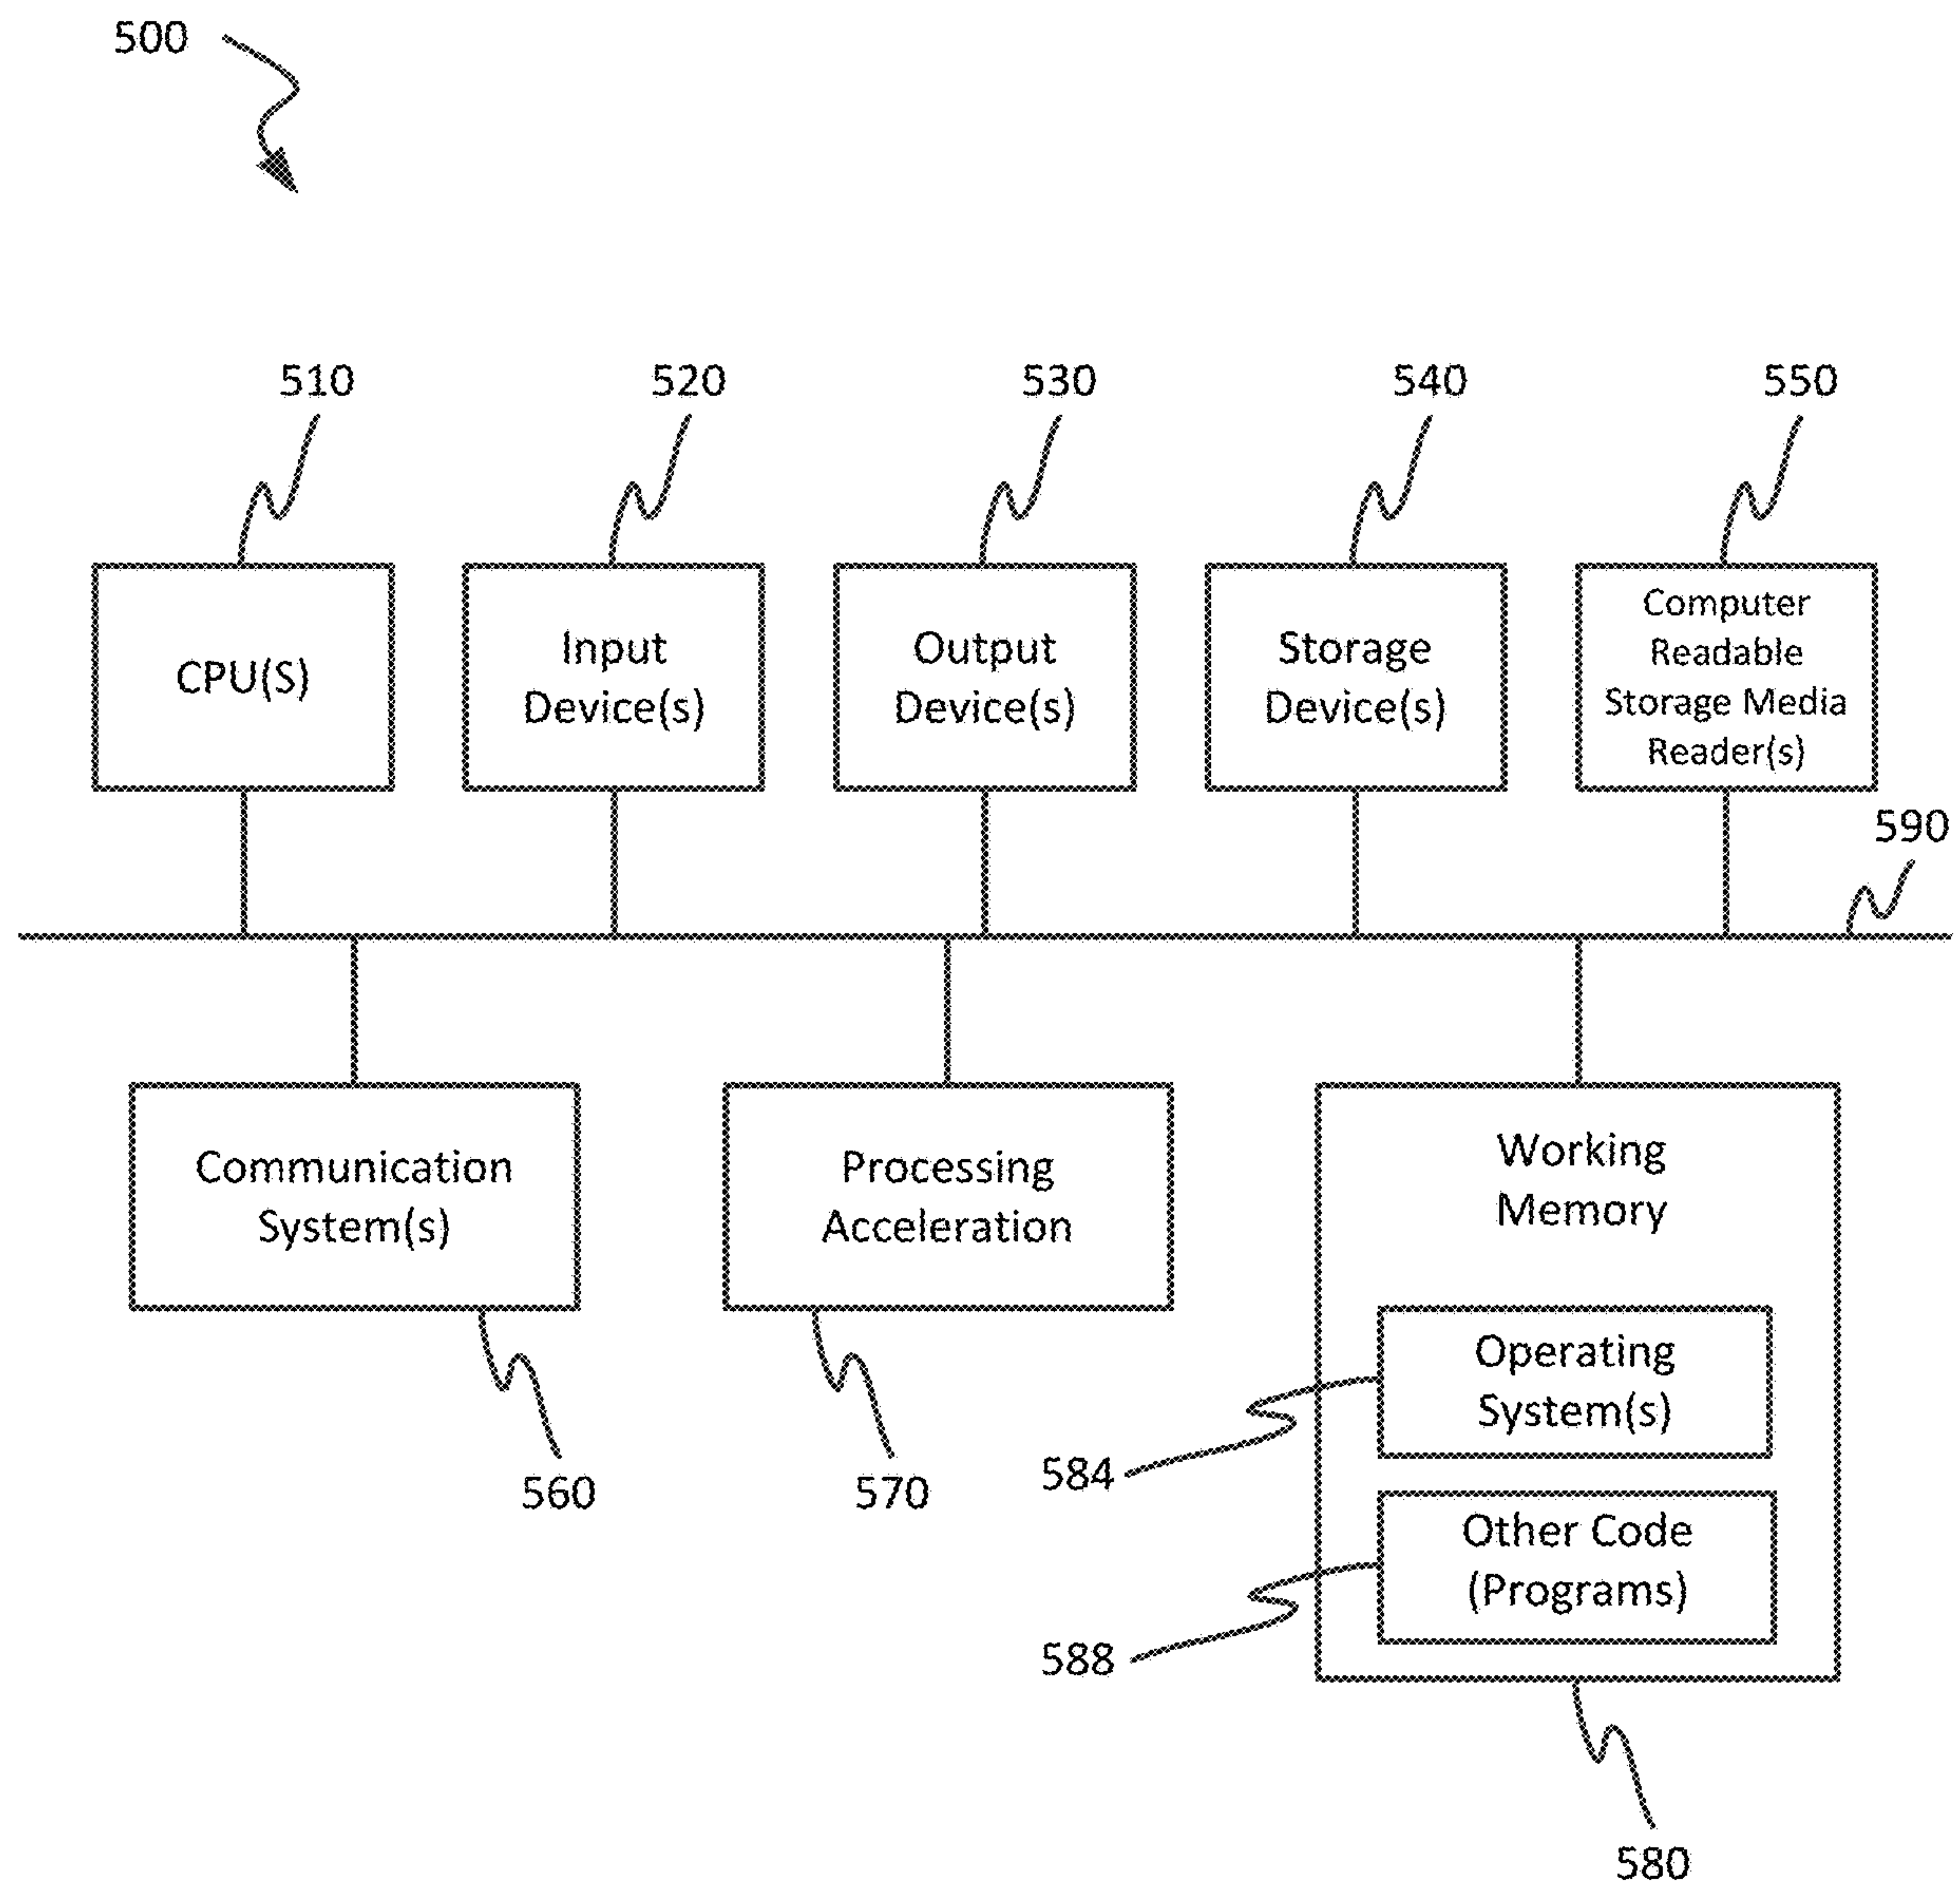 500
510
520
530
540
550
CPU(S)
Input
Device(s)
Output
Device(s)
Storage
Device(s)
Computer
Readable
Storage Media
Reader(s)
590
Communication
System(s)
Processing
Acceleration
Working
Memory
Operating
System(s)
584
560
570
Other Code
(Programs)
588
580